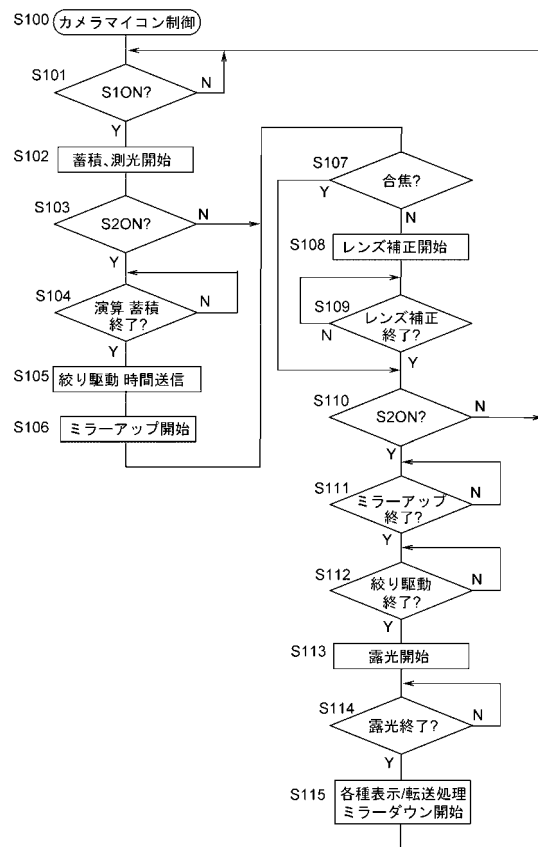 S100
カメラマイコン制御
S101
S1ON?
N
Y
S102
蓄積、測光開始
S103
S2ON?
N
Y
S104
演算 蓄積
終了?
N
Y
S105
絞り駆動 時間送信
S106
ミラーアップ開始
S107
合焦?
Y
N
S108
レンズ補正開始
S109
レンズ補正
終了?
N
Y
S110
S2ON?
N
Y
S111
ミラーアップ
終了?
N
Y
S112
絞り駆動
終了?
N
Y
S113
露光開始
S114
露光終了?
N
Y
S115
各種表示/転送処理
ミラーダウン開始